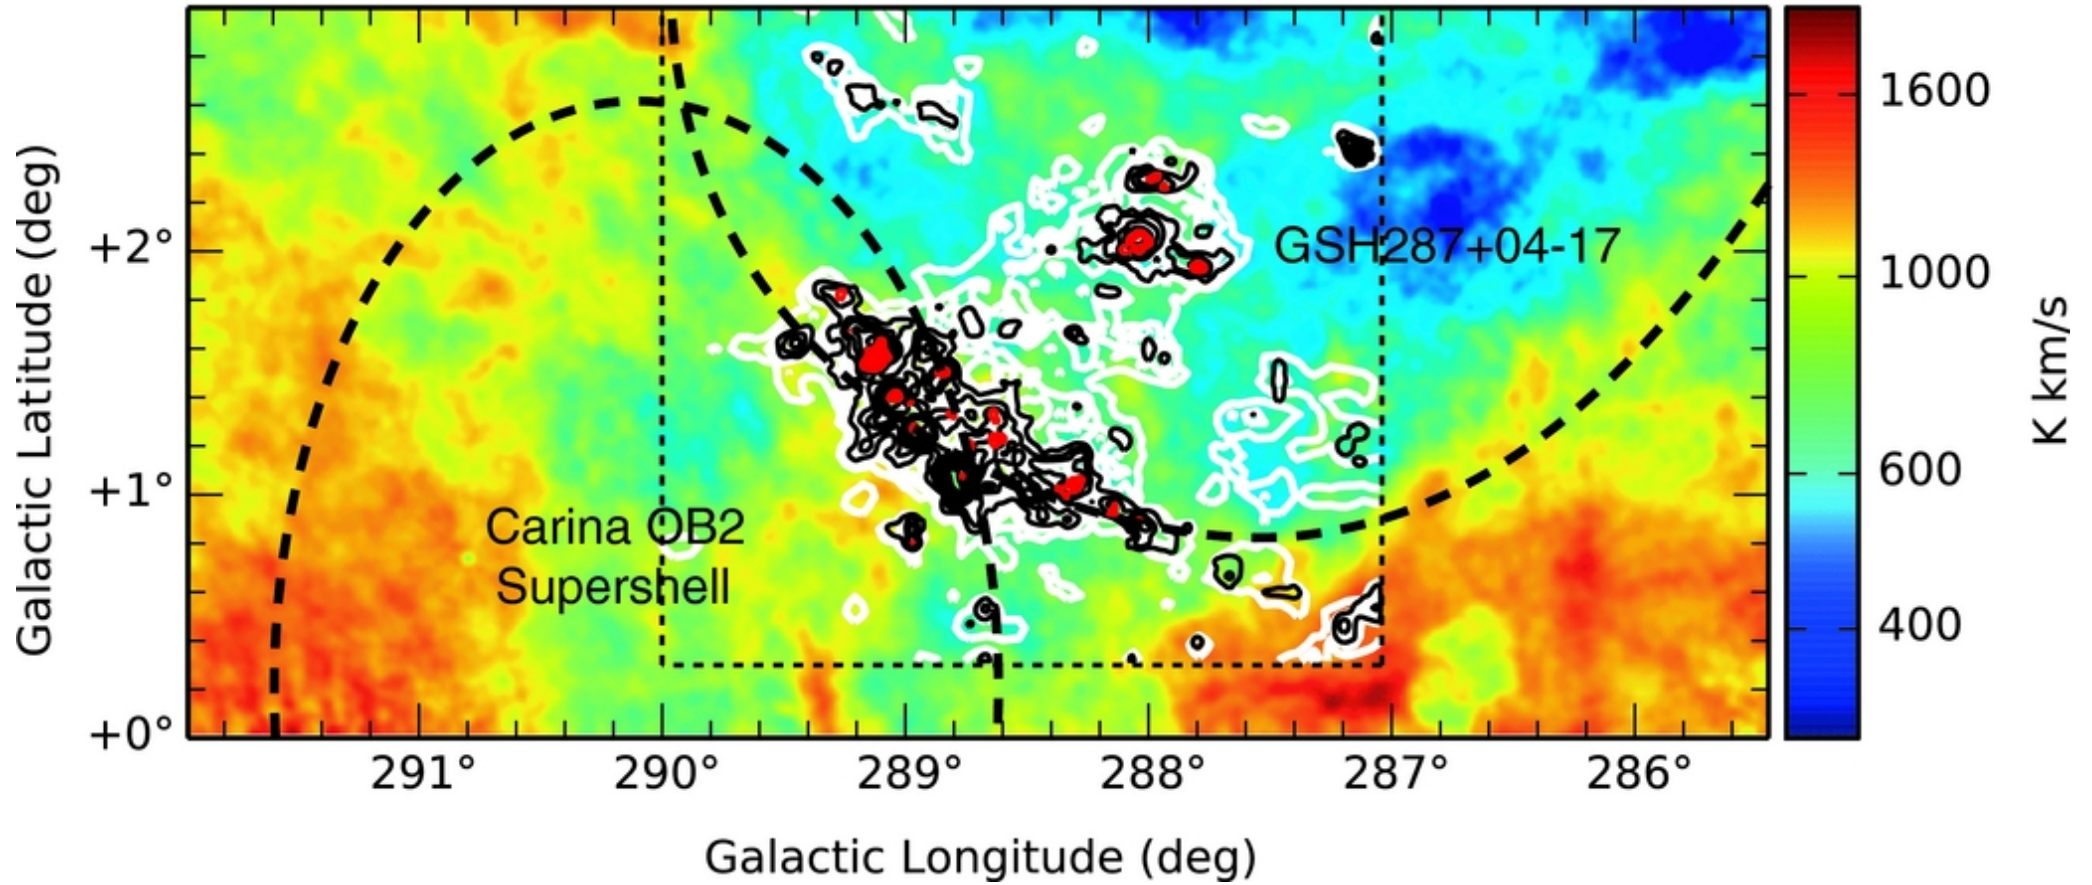 Galactic Latitude (deg)
+2°
+1°
+0°
GSH287+04-17
Carina OB2
Supershell
291° 290° 289° 288° 287° 286°
Galactic Longitude (deg)
1600
1000
600
400
K km/s